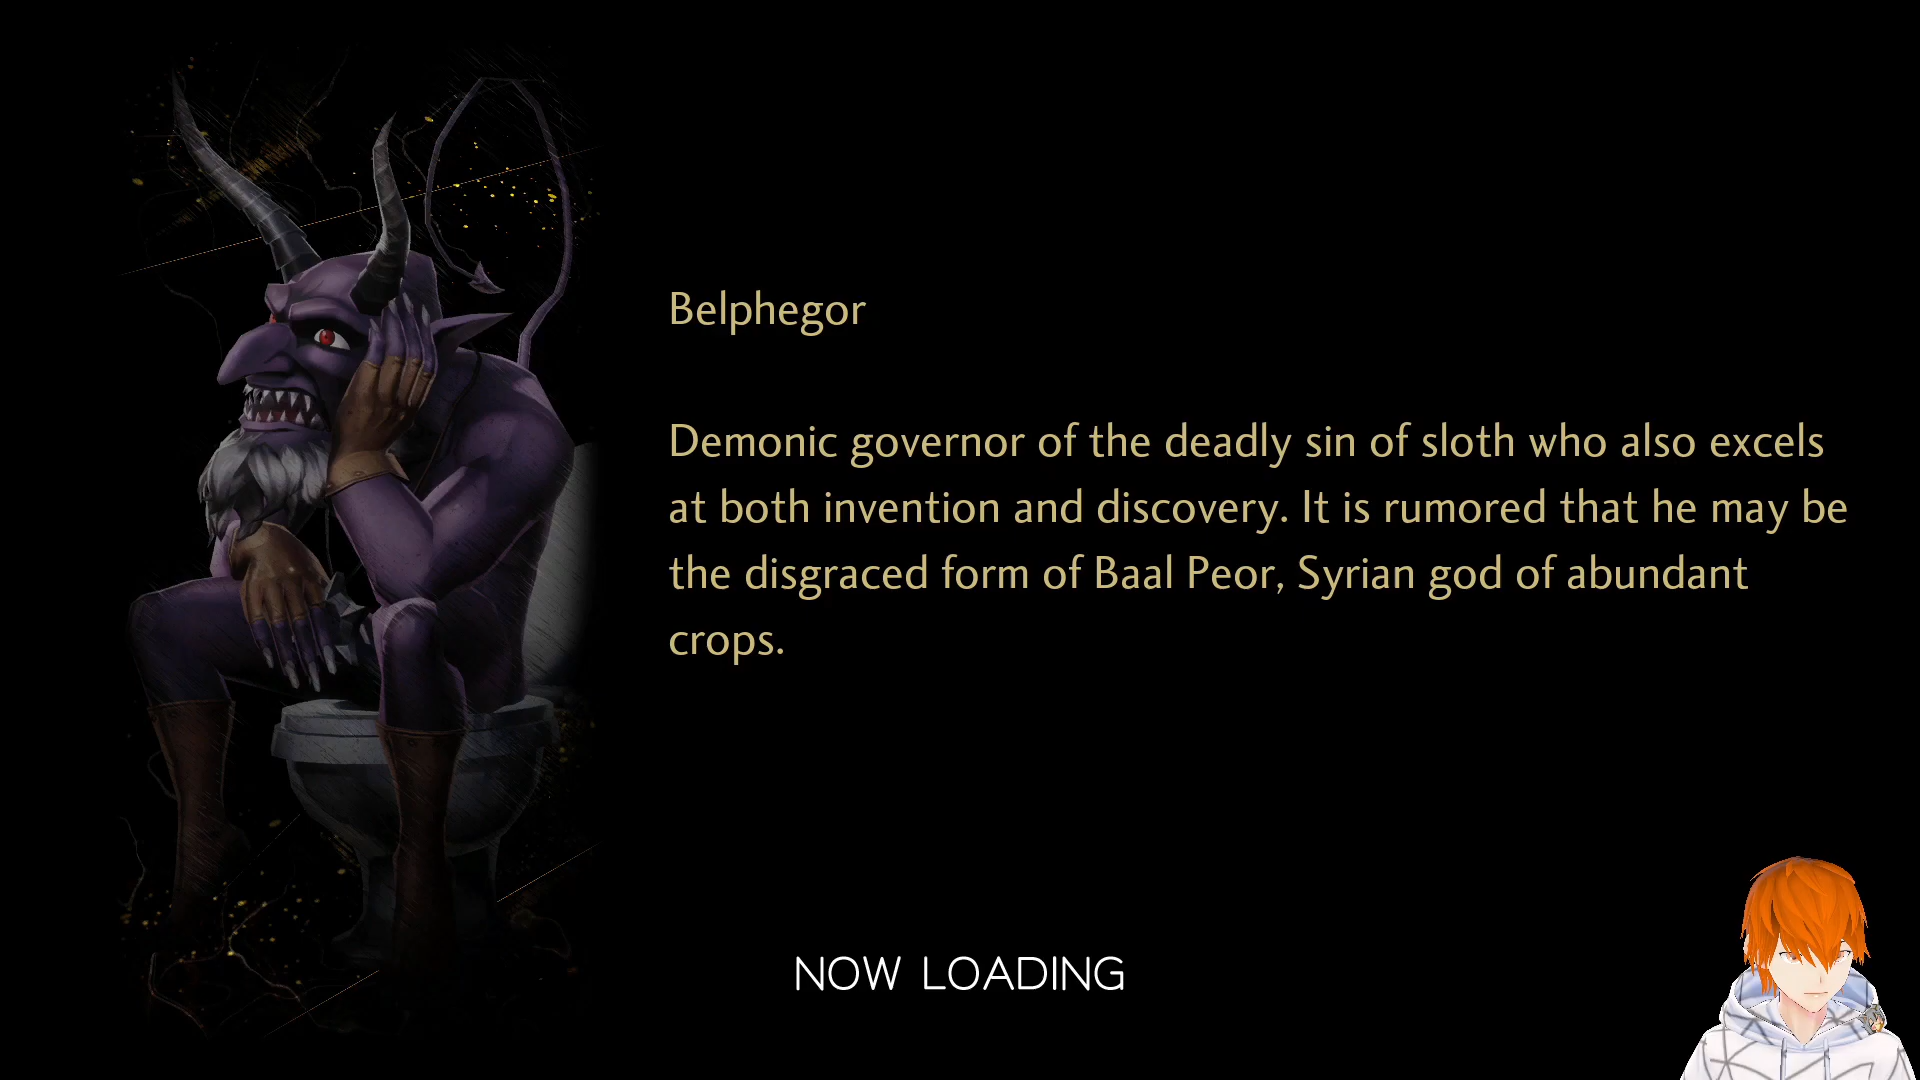 Belphegor
Demonic governor of the deadly sin of sloth who also excels
at both invention and discovery. It is rumored that he may be
the disgraced form of Baal Peor, Syrian god of abundant
crops.
NOW LOADING